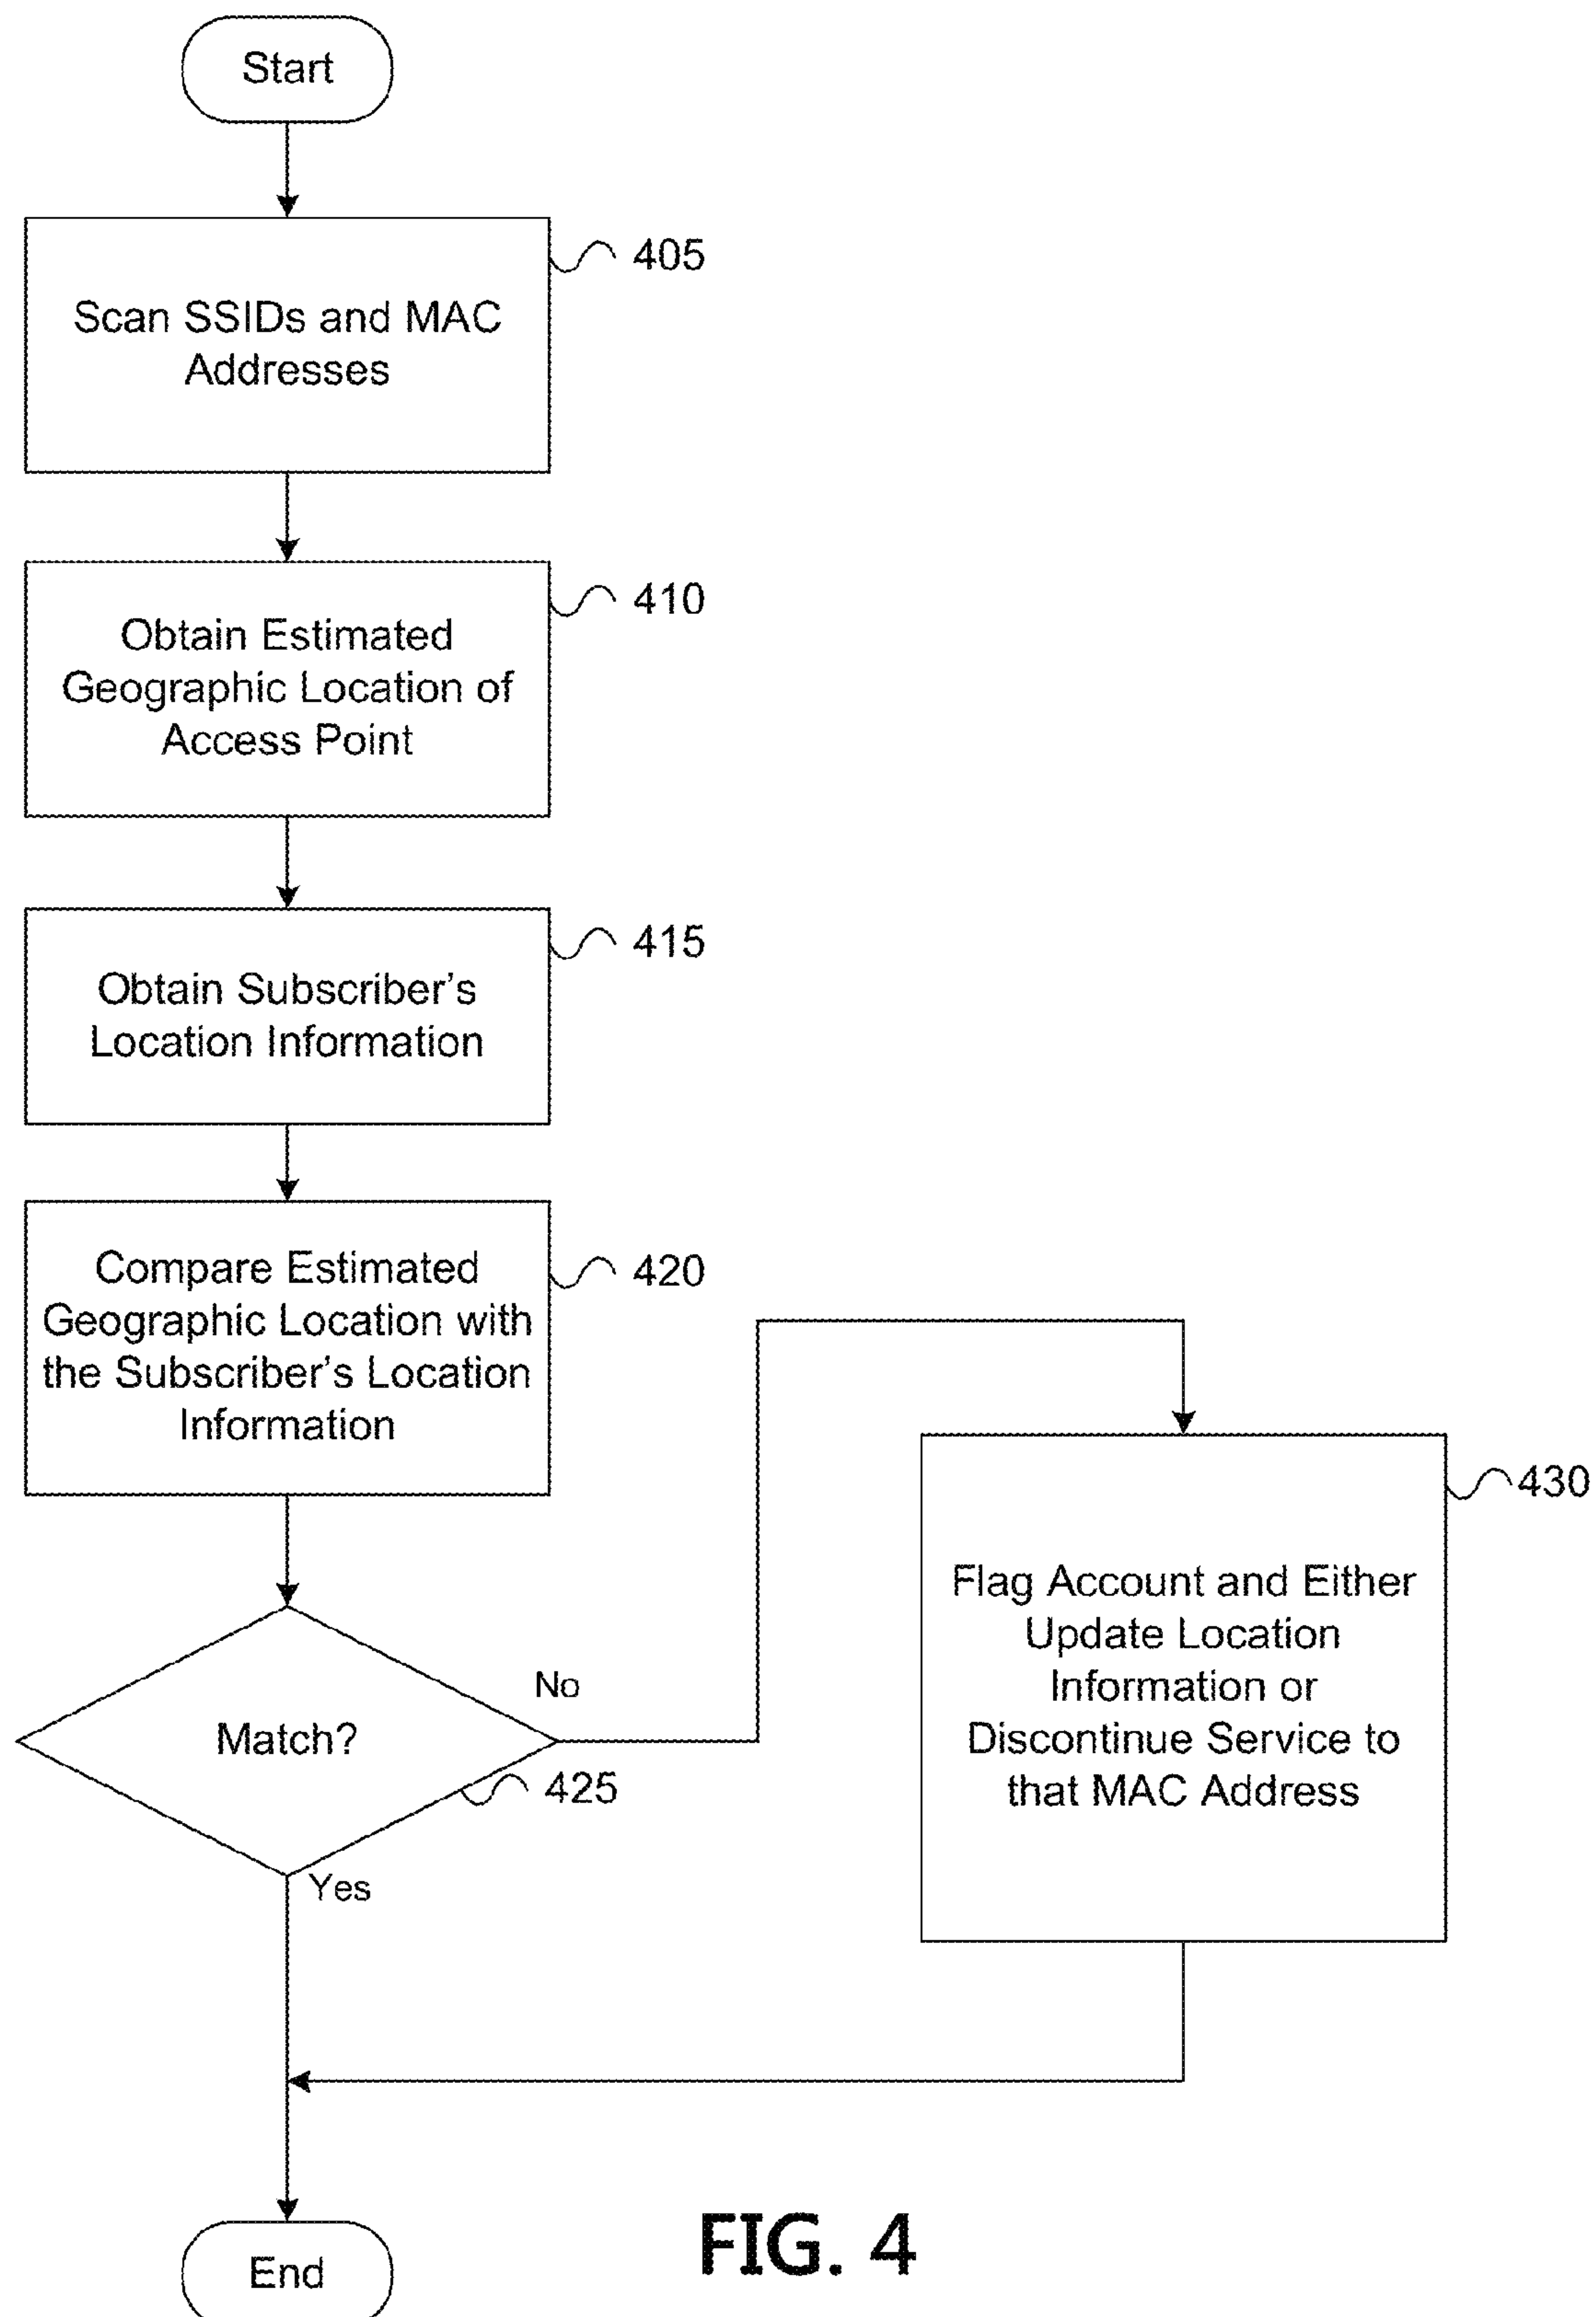 Start
405
Scan SSIDs and MAC
Addresses
410
Obtain Estimated
Geographic Location of
Access Point
415
Obtain Subscriber's
Location Information
420
Compare Estimated
Geographic Location with
the Subscriber's Location
Information
430
Flag Account and Either
Update Location
Information or
Discontinue Service to
that MAC Address
No
Match?
425
Yes
End
FIG. 4